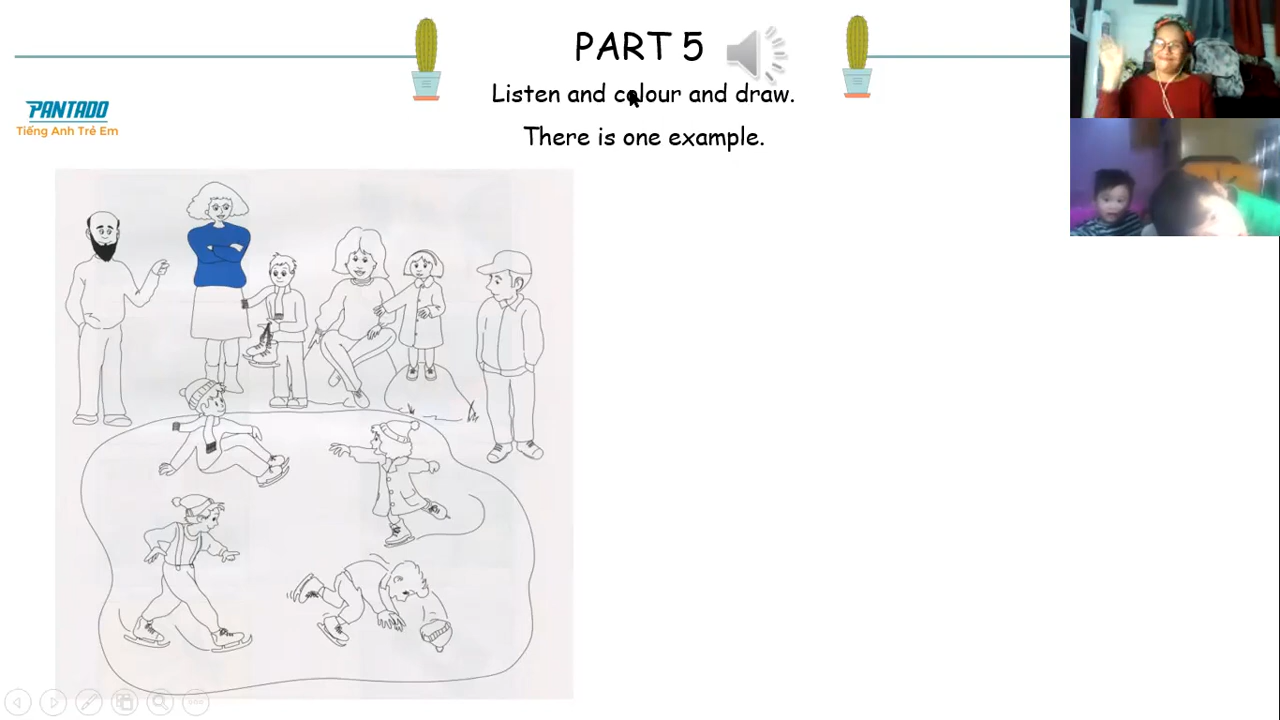 PART 5
Listen and colour and draw.
There is one example.
PANTADO
Tiếng Anh Trẻ Em